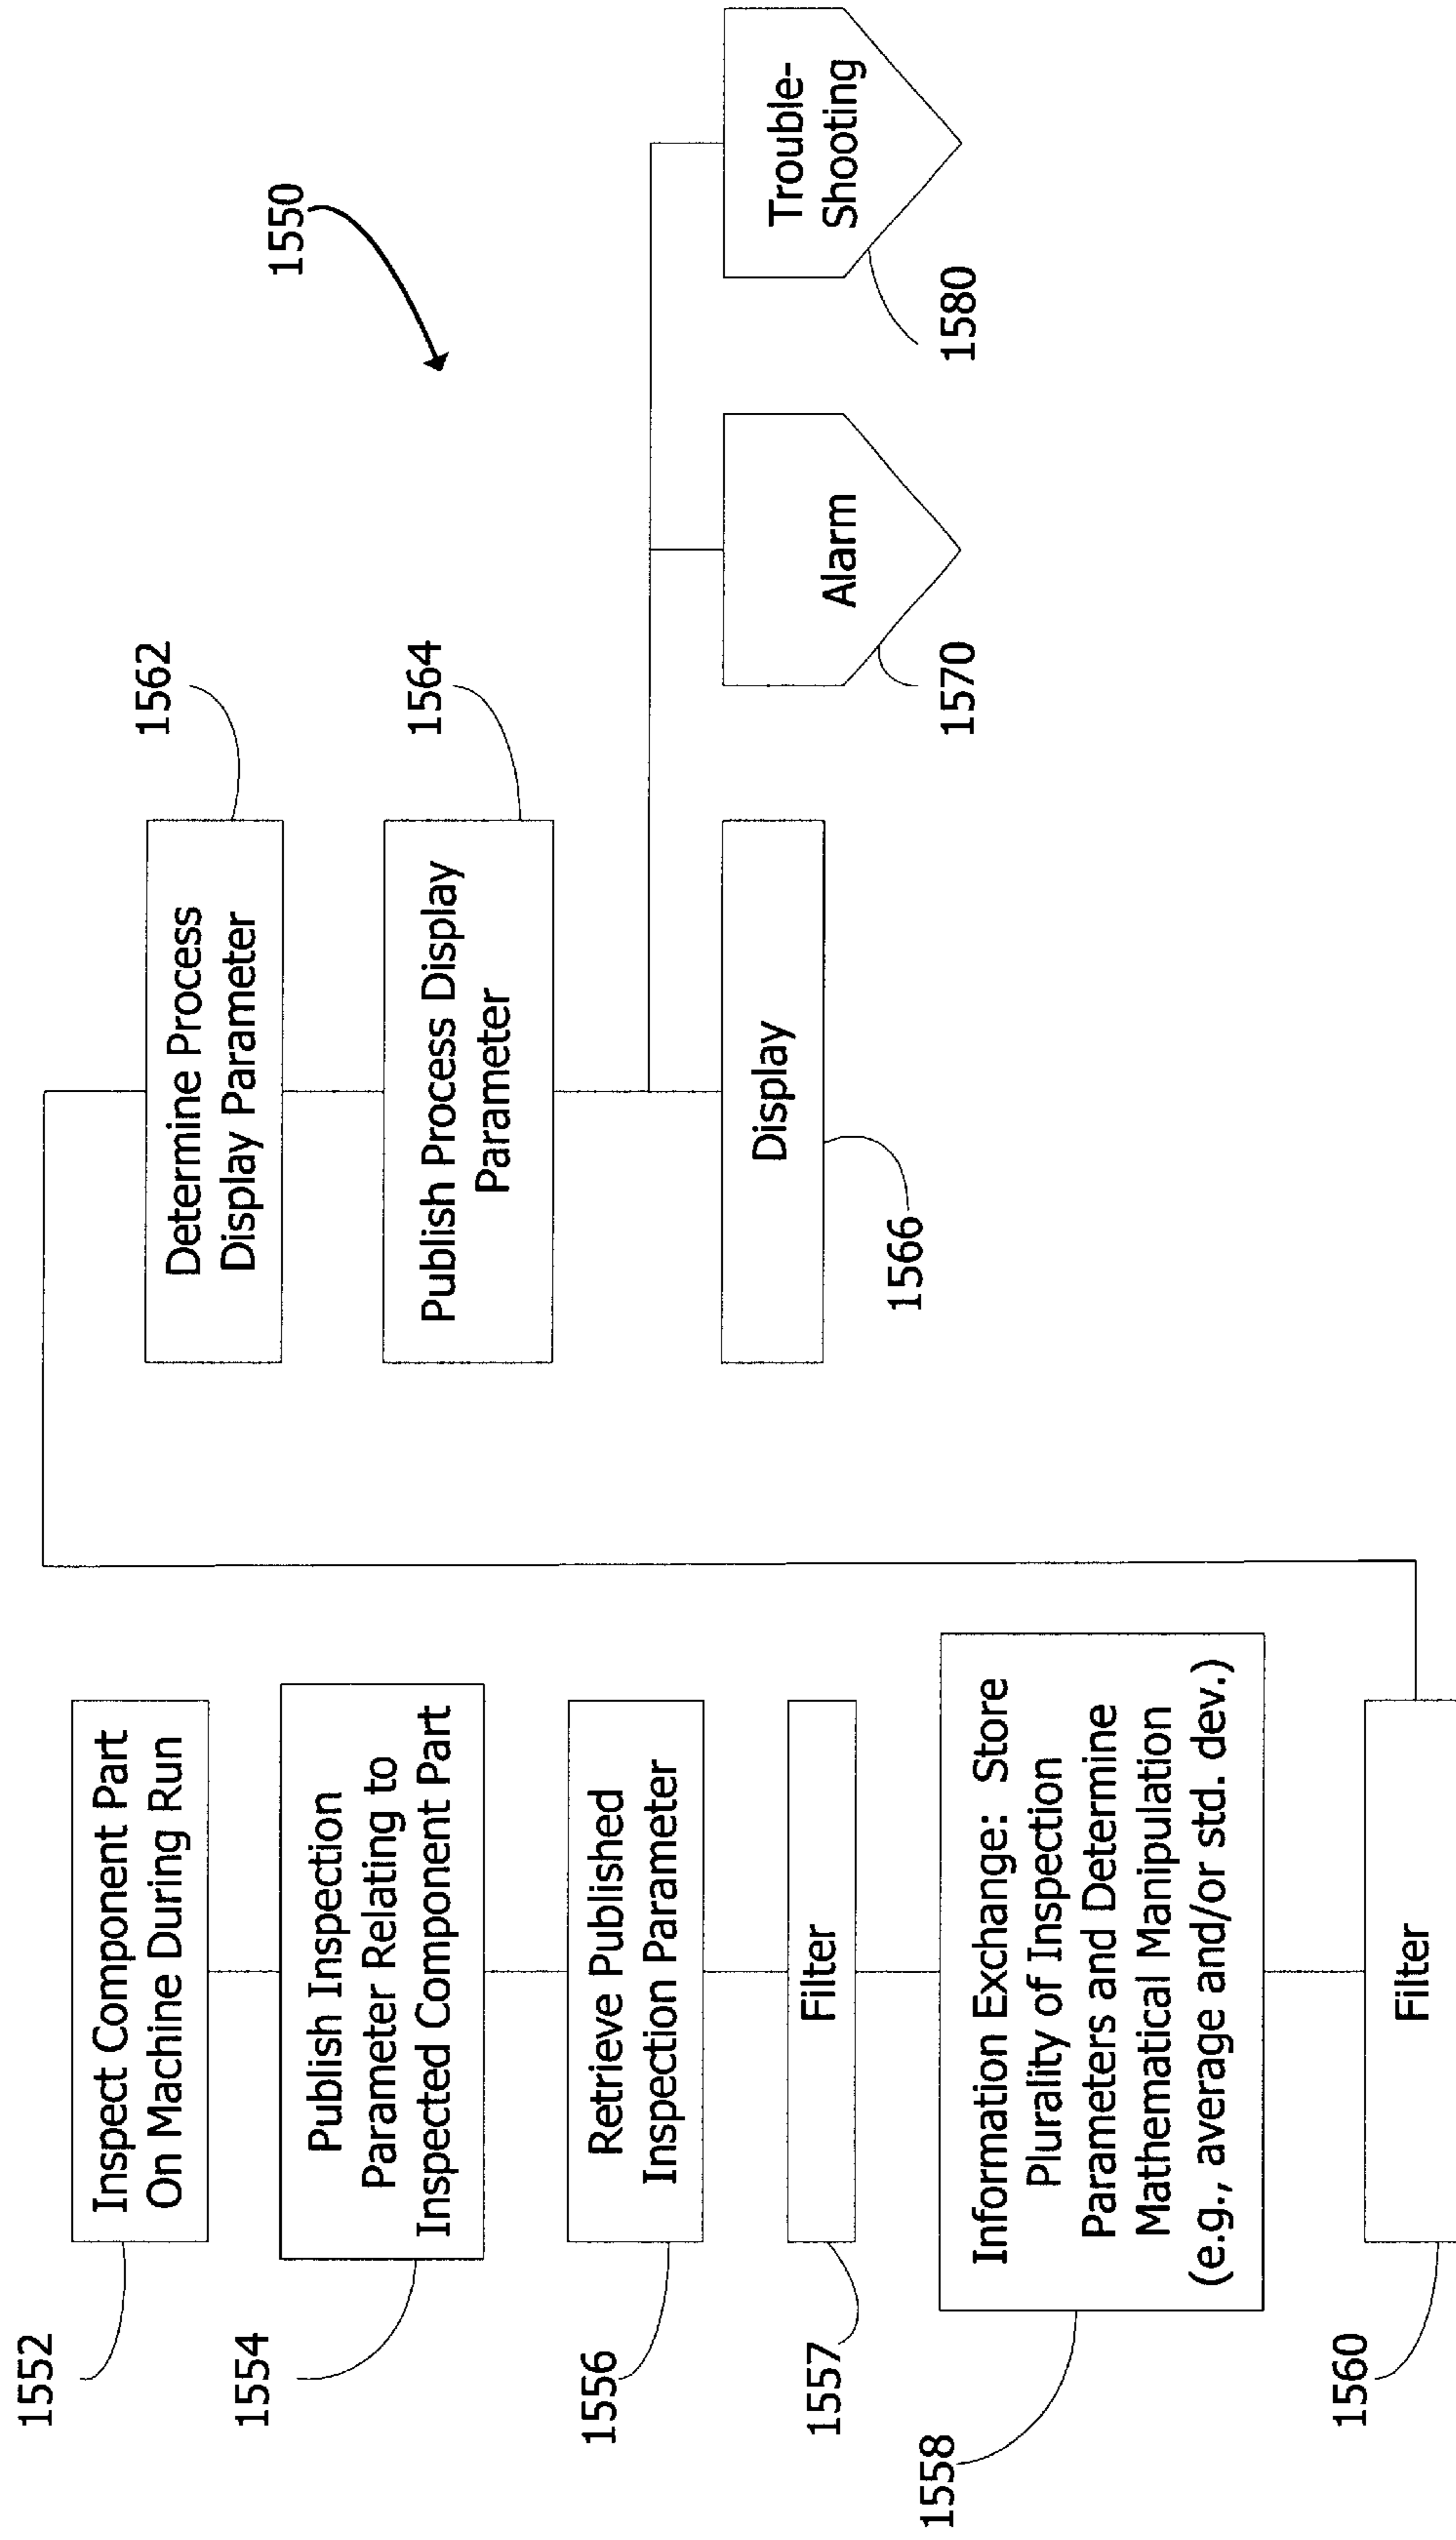 1552
Inspect Component Part
On Machine During Run
1554
Publish Inspection
Parameter Relating to
Inspected Component Part
1556
Retrieve Published
Inspection Parameter
1557
Filter
1558
Information Exchange: Store
Plurality of Inspection
Parameters and Determine
Mathematical Manipulation
(e.g., average and/or std. dev.)
1560
Filter
1562
Determine Process
Display Parameter
1564
Publish Process Display
Parameter
1566
Display
1550
1570
Alarm
1580
Trouble-
Shooting